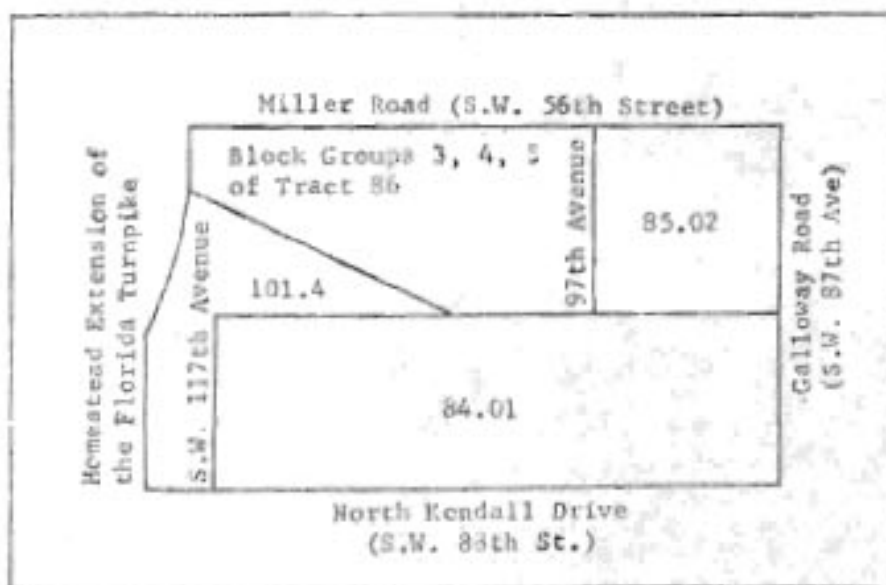 Miller Road (S.W. 56th Street)
Block Groups 3, 4, 5
of Tract 86
Homestead Extension of
the Florida Turnpike
S.W. 117th Avenue
97th Avenue
85.02
101.4
Galloway Road
(S.W. 87th Ave)
84.01
North Kendall Drive
(S.W. 88th St.)